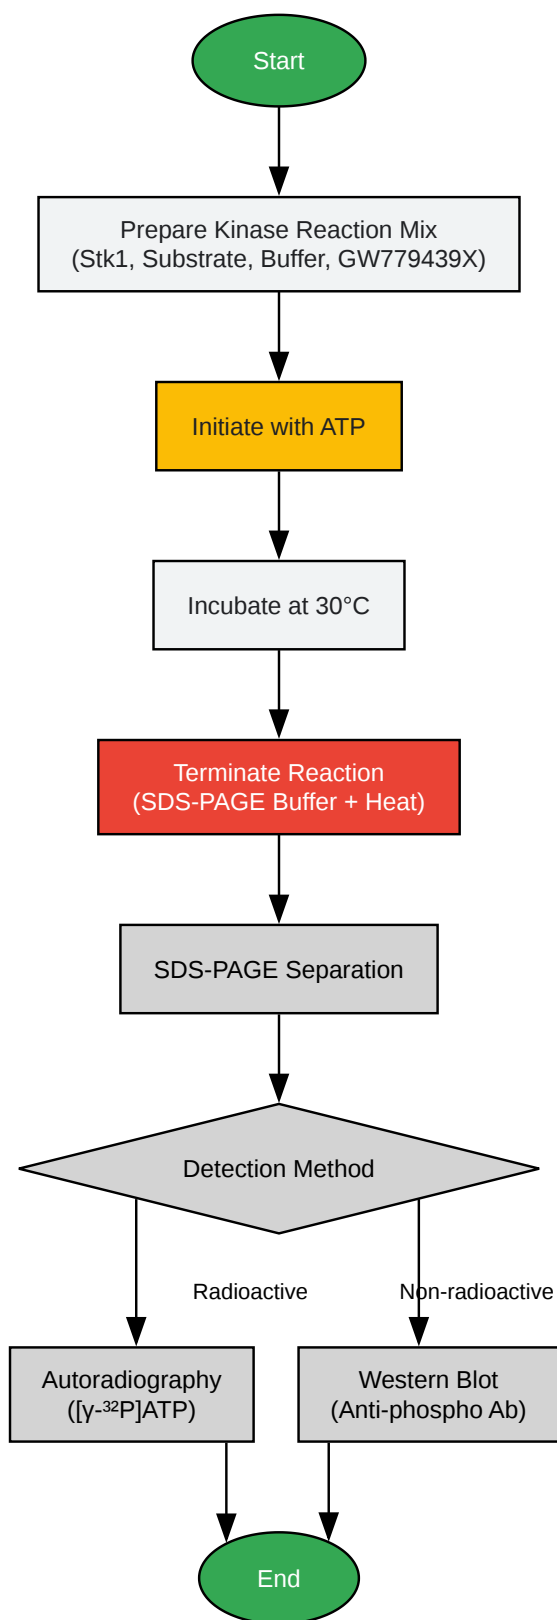 Start
Prepare Kinase Reaction Mix
(Stk1, Substrate, Buffer, GW779439X)
Initiate with ATP
Incubate at 30°C
Terminate Reaction
(SDS-PAGE Buffer + Heat)
SDS-PAGE Separation
Detection Method
Radioactive
Non-radioactive
Autoradiography
([γ-³²P]ATP)
Western Blot
(Anti-phospho Ab)
End